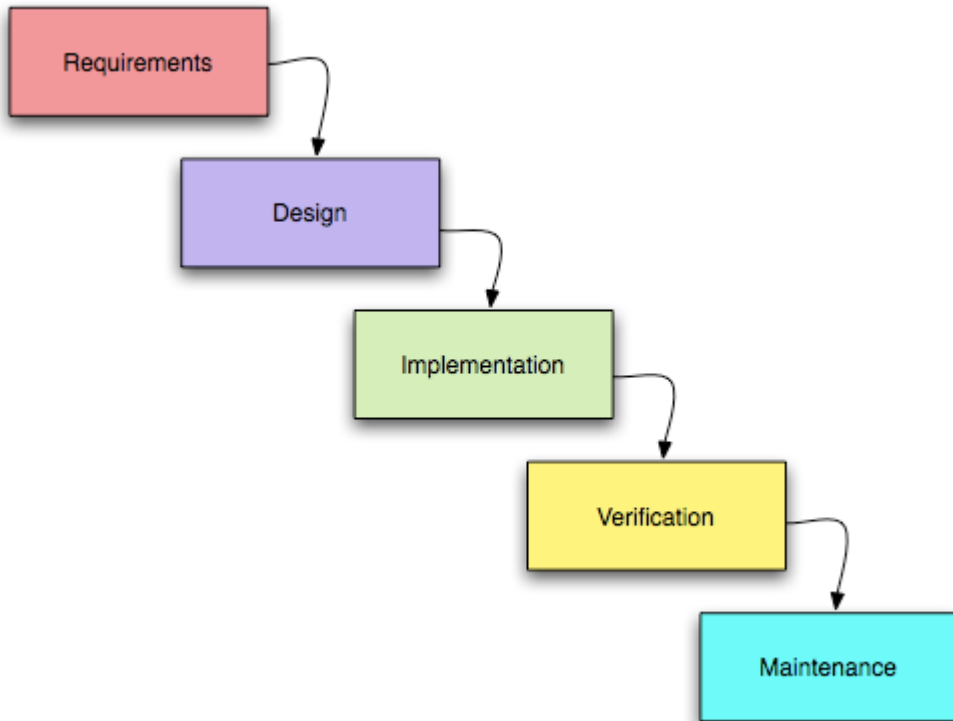 Requirements
Design
Implementation
Verification
Maintenance